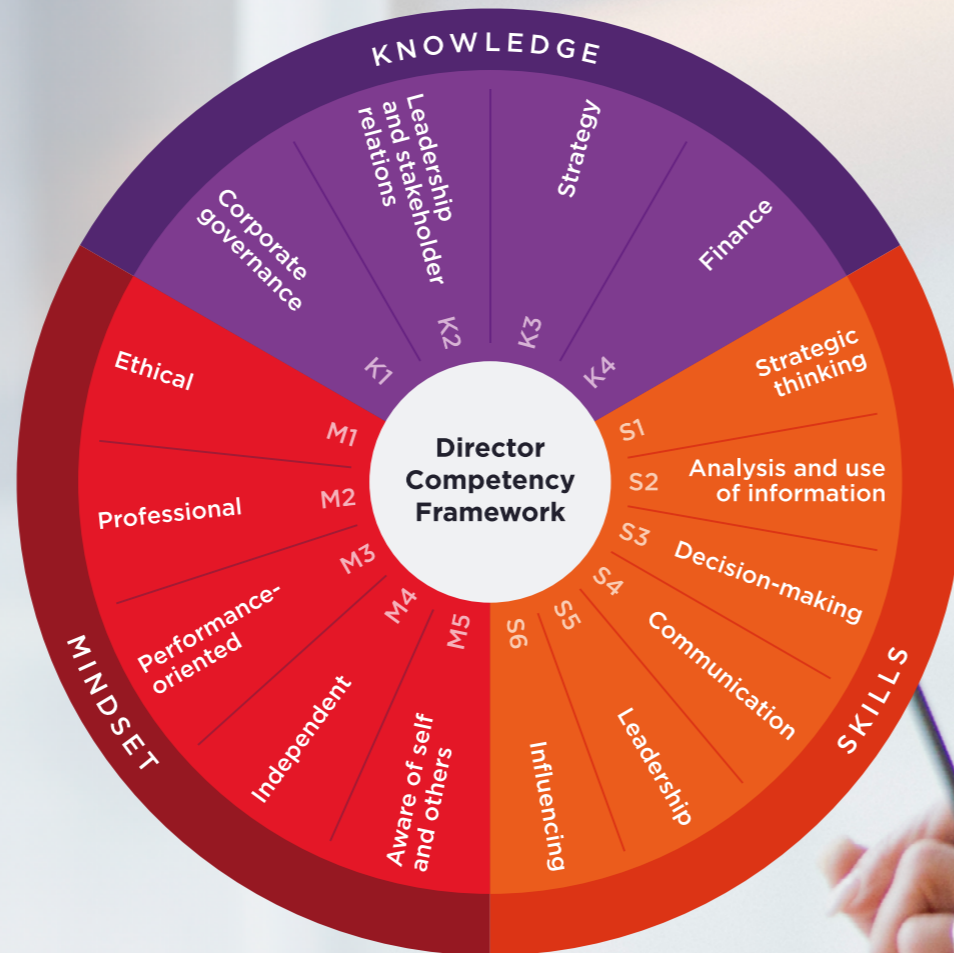 KNOWLEDGE
Corporate
governance
K1
Leadership
and stakeholder
relations
K2
Strategy
K3
Finance
K4
SKILLS
Strategic
thinking
S1
Analysis and use
of information
S2
Decision-making
S3
Communication
S4
Leadership
S5
Influencing
S6
MINDSET
Ethical
M1
Professional
M2
Performance-
oriented
M3
Independent
M4
Aware of self
and others
M5
Director
Competency
Framework